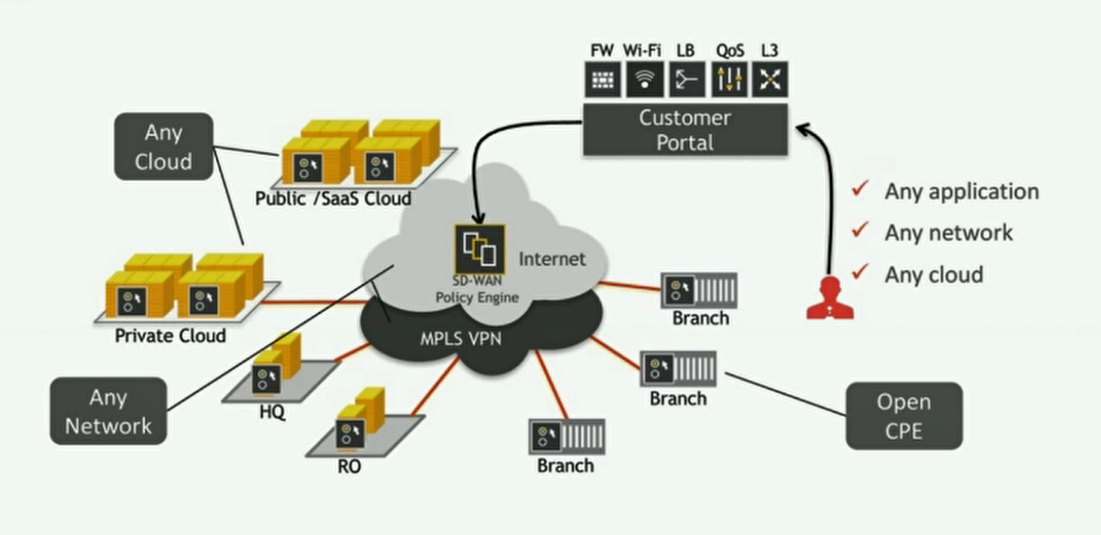 FW Wi-Fi LB QoS L3
Customer
Portal
Any
Cloud
Public /SaaS Cloud
Any application
Any network
Any cloud
Internet
SD-WAN
Policy Engine
Private Cloud
MPLS VPN
Branch
Branch
Branch
HQ
RO
Any
Network
Open
CPE